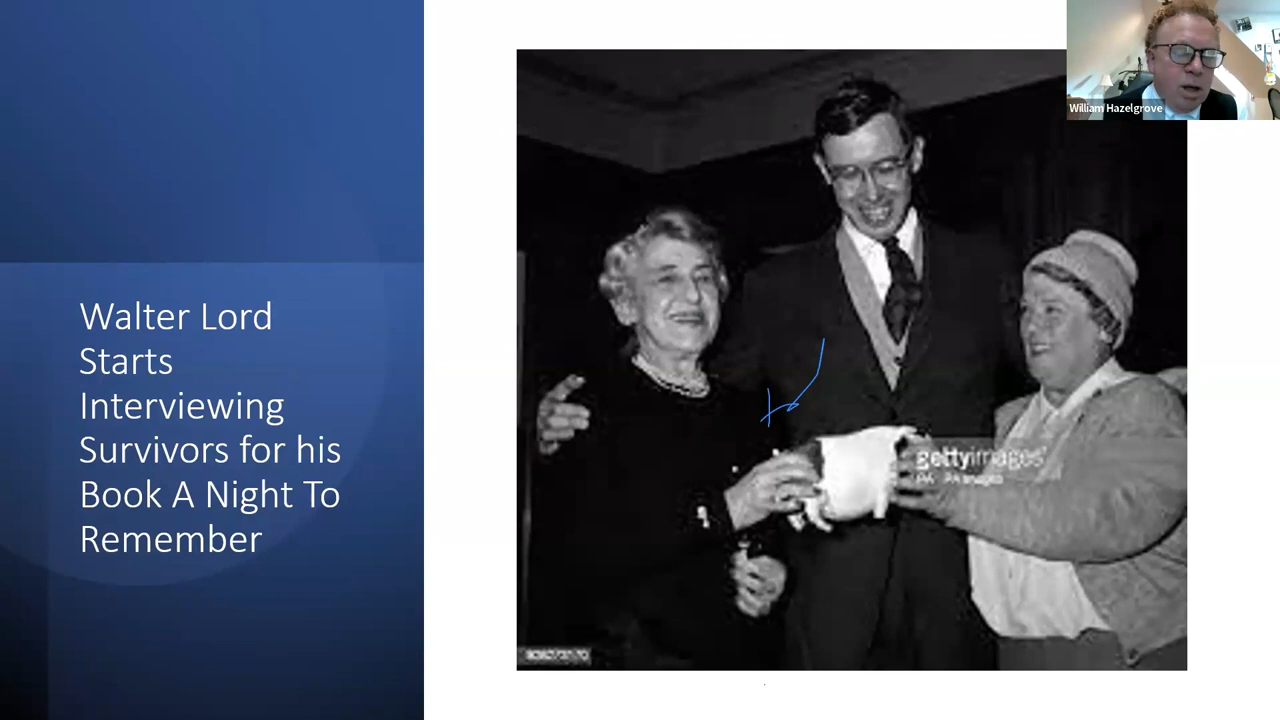 Walter Lord
Starts
Interviewing
Survivors for his
Book A Night To
Remember
William Hazelgrove
gettyimages